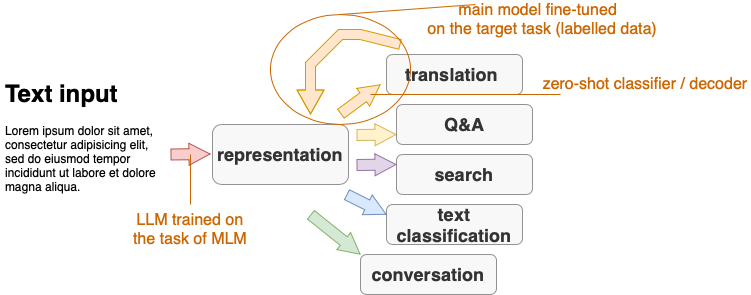 main model fine-tuned
on the target task (labelled data)
translation
zero-shot classifier / decoder
Text input
Lorem ipsum dolor sit amet,
consectetur adipisicing elit,
sed do eiusmod tempor
incididunt ut labore et dolore
magna aliqua.
Q&A
representation
search
LLM trained on
the task of MLM
text
classification
conversation